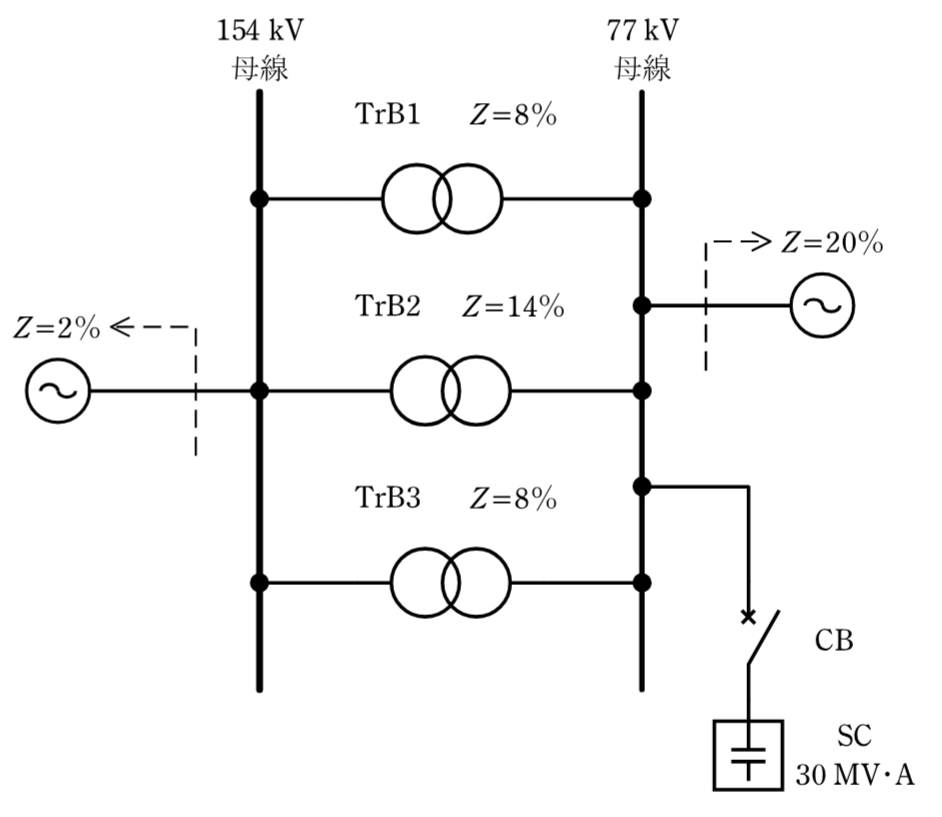 154 kV
母線
77 kV
母線
TrB1 Z=8%
Z=20%
TrB2 Z=14%
Z=2%
TrB3 Z=8%
CB
SC
30 MV·A